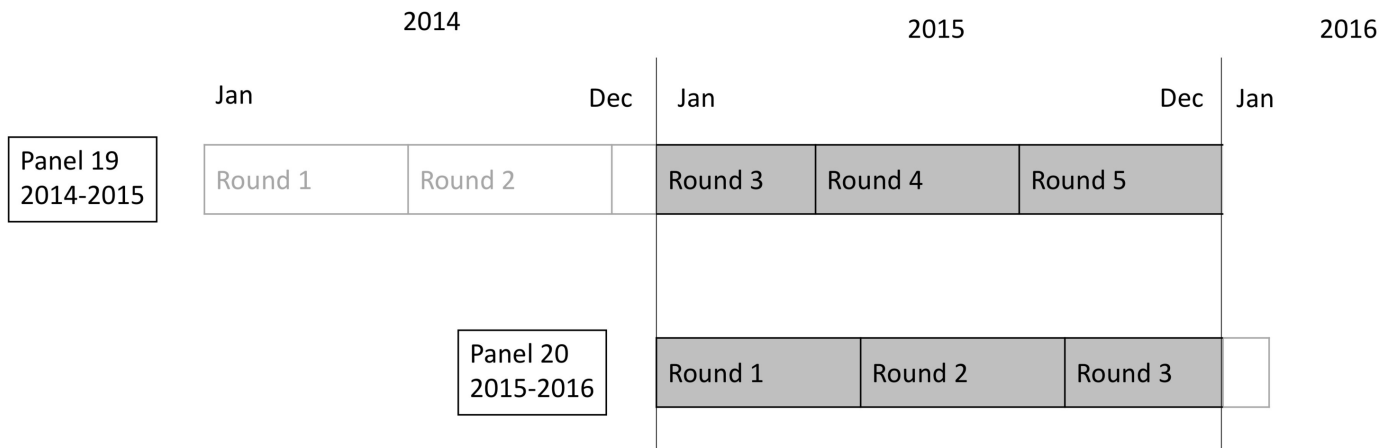 2014
2015
2016
Jan
Dec
Jan
Dec
Jan
Panel 19
2014-2015
Round 1
Round 2
Round 3
Round 4
Round 5
Panel 20
2015-2016
Round 1
Round 2
Round 3